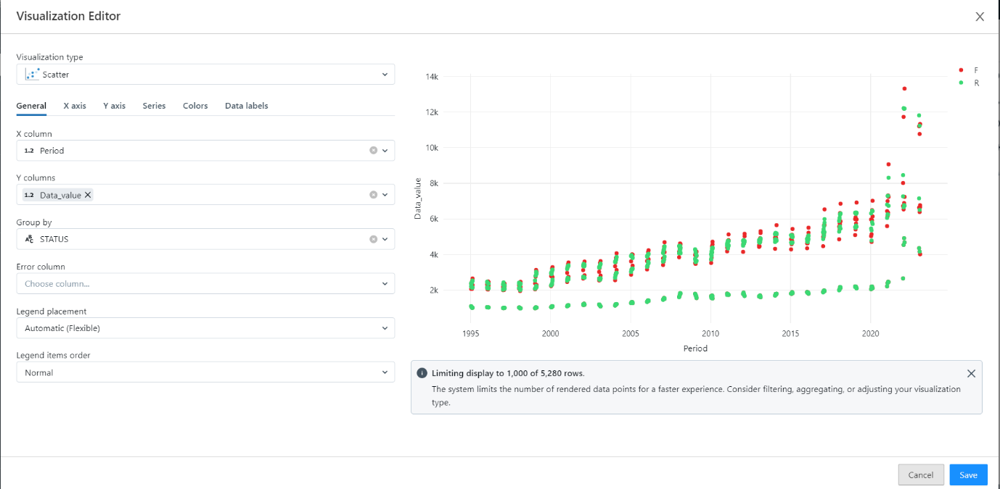 Visualization Editor
Visualization type
Scatter
General X axis Y axis Series Colors Data labels
X column
1.2 Period
Y columns
1.2 Data_value
Group by
STATUS
Error column
Choose column...
Legend placement
Automatic (Flexible)
Legend items order
Normal
14k
12k
10k
8k
6k
4k
2k
Data_value
1995 2000 2005 2010 2015 2020
Period
F
R
Limiting display to 1,000 of 5,280 rows.
The system limits the number of rendered data points for a faster experience. Consider filtering, aggregating, or adjusting your visualization
type.
Cancel Save